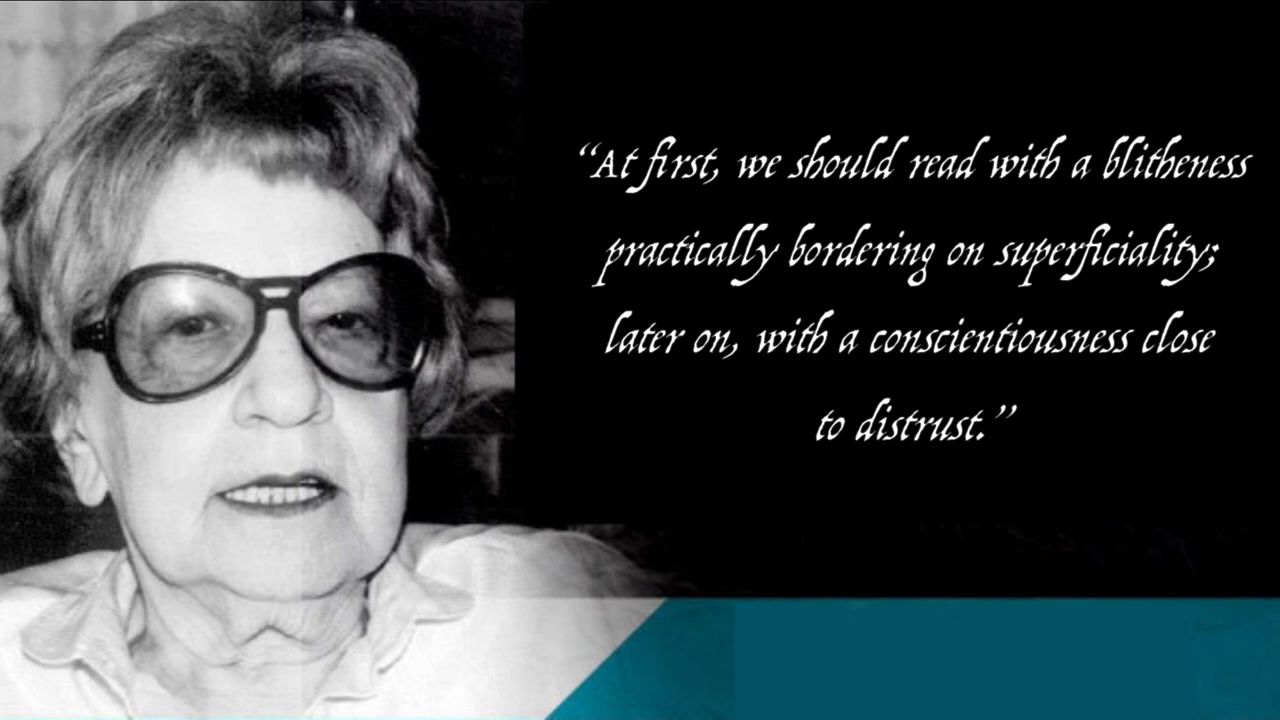 “At first, we should read with a blitheness
practically bordering on superficiality;
later on, with a conscientiousness close
to distrust.”